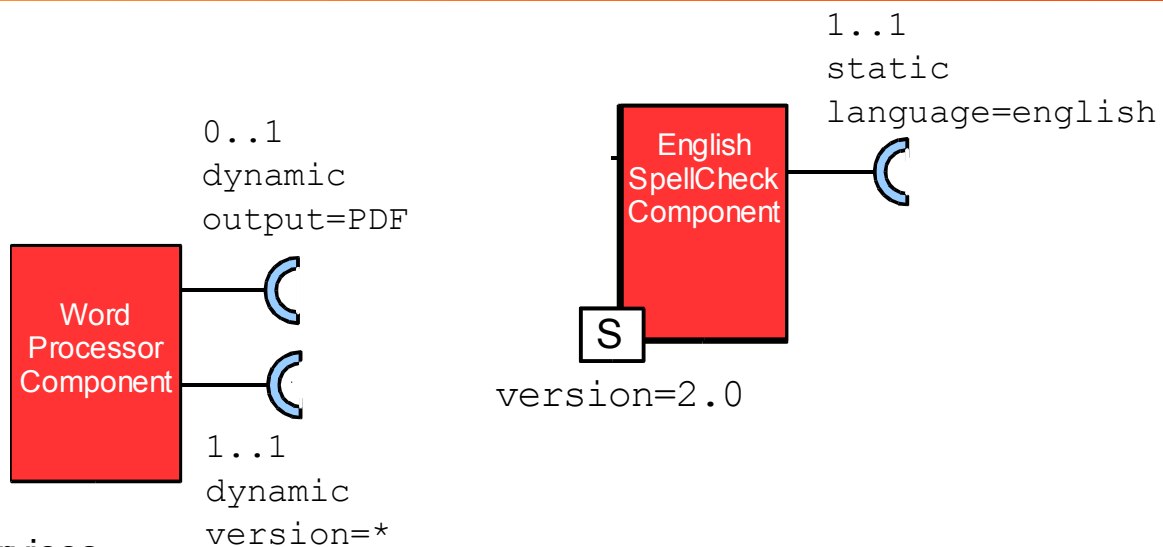 0..1
dynamic
output=PDF
Word
Processor
Component
1..1
dynamic
version=*
1..1
static
language=english
English
SpellCheck
Component
S
version=2.0